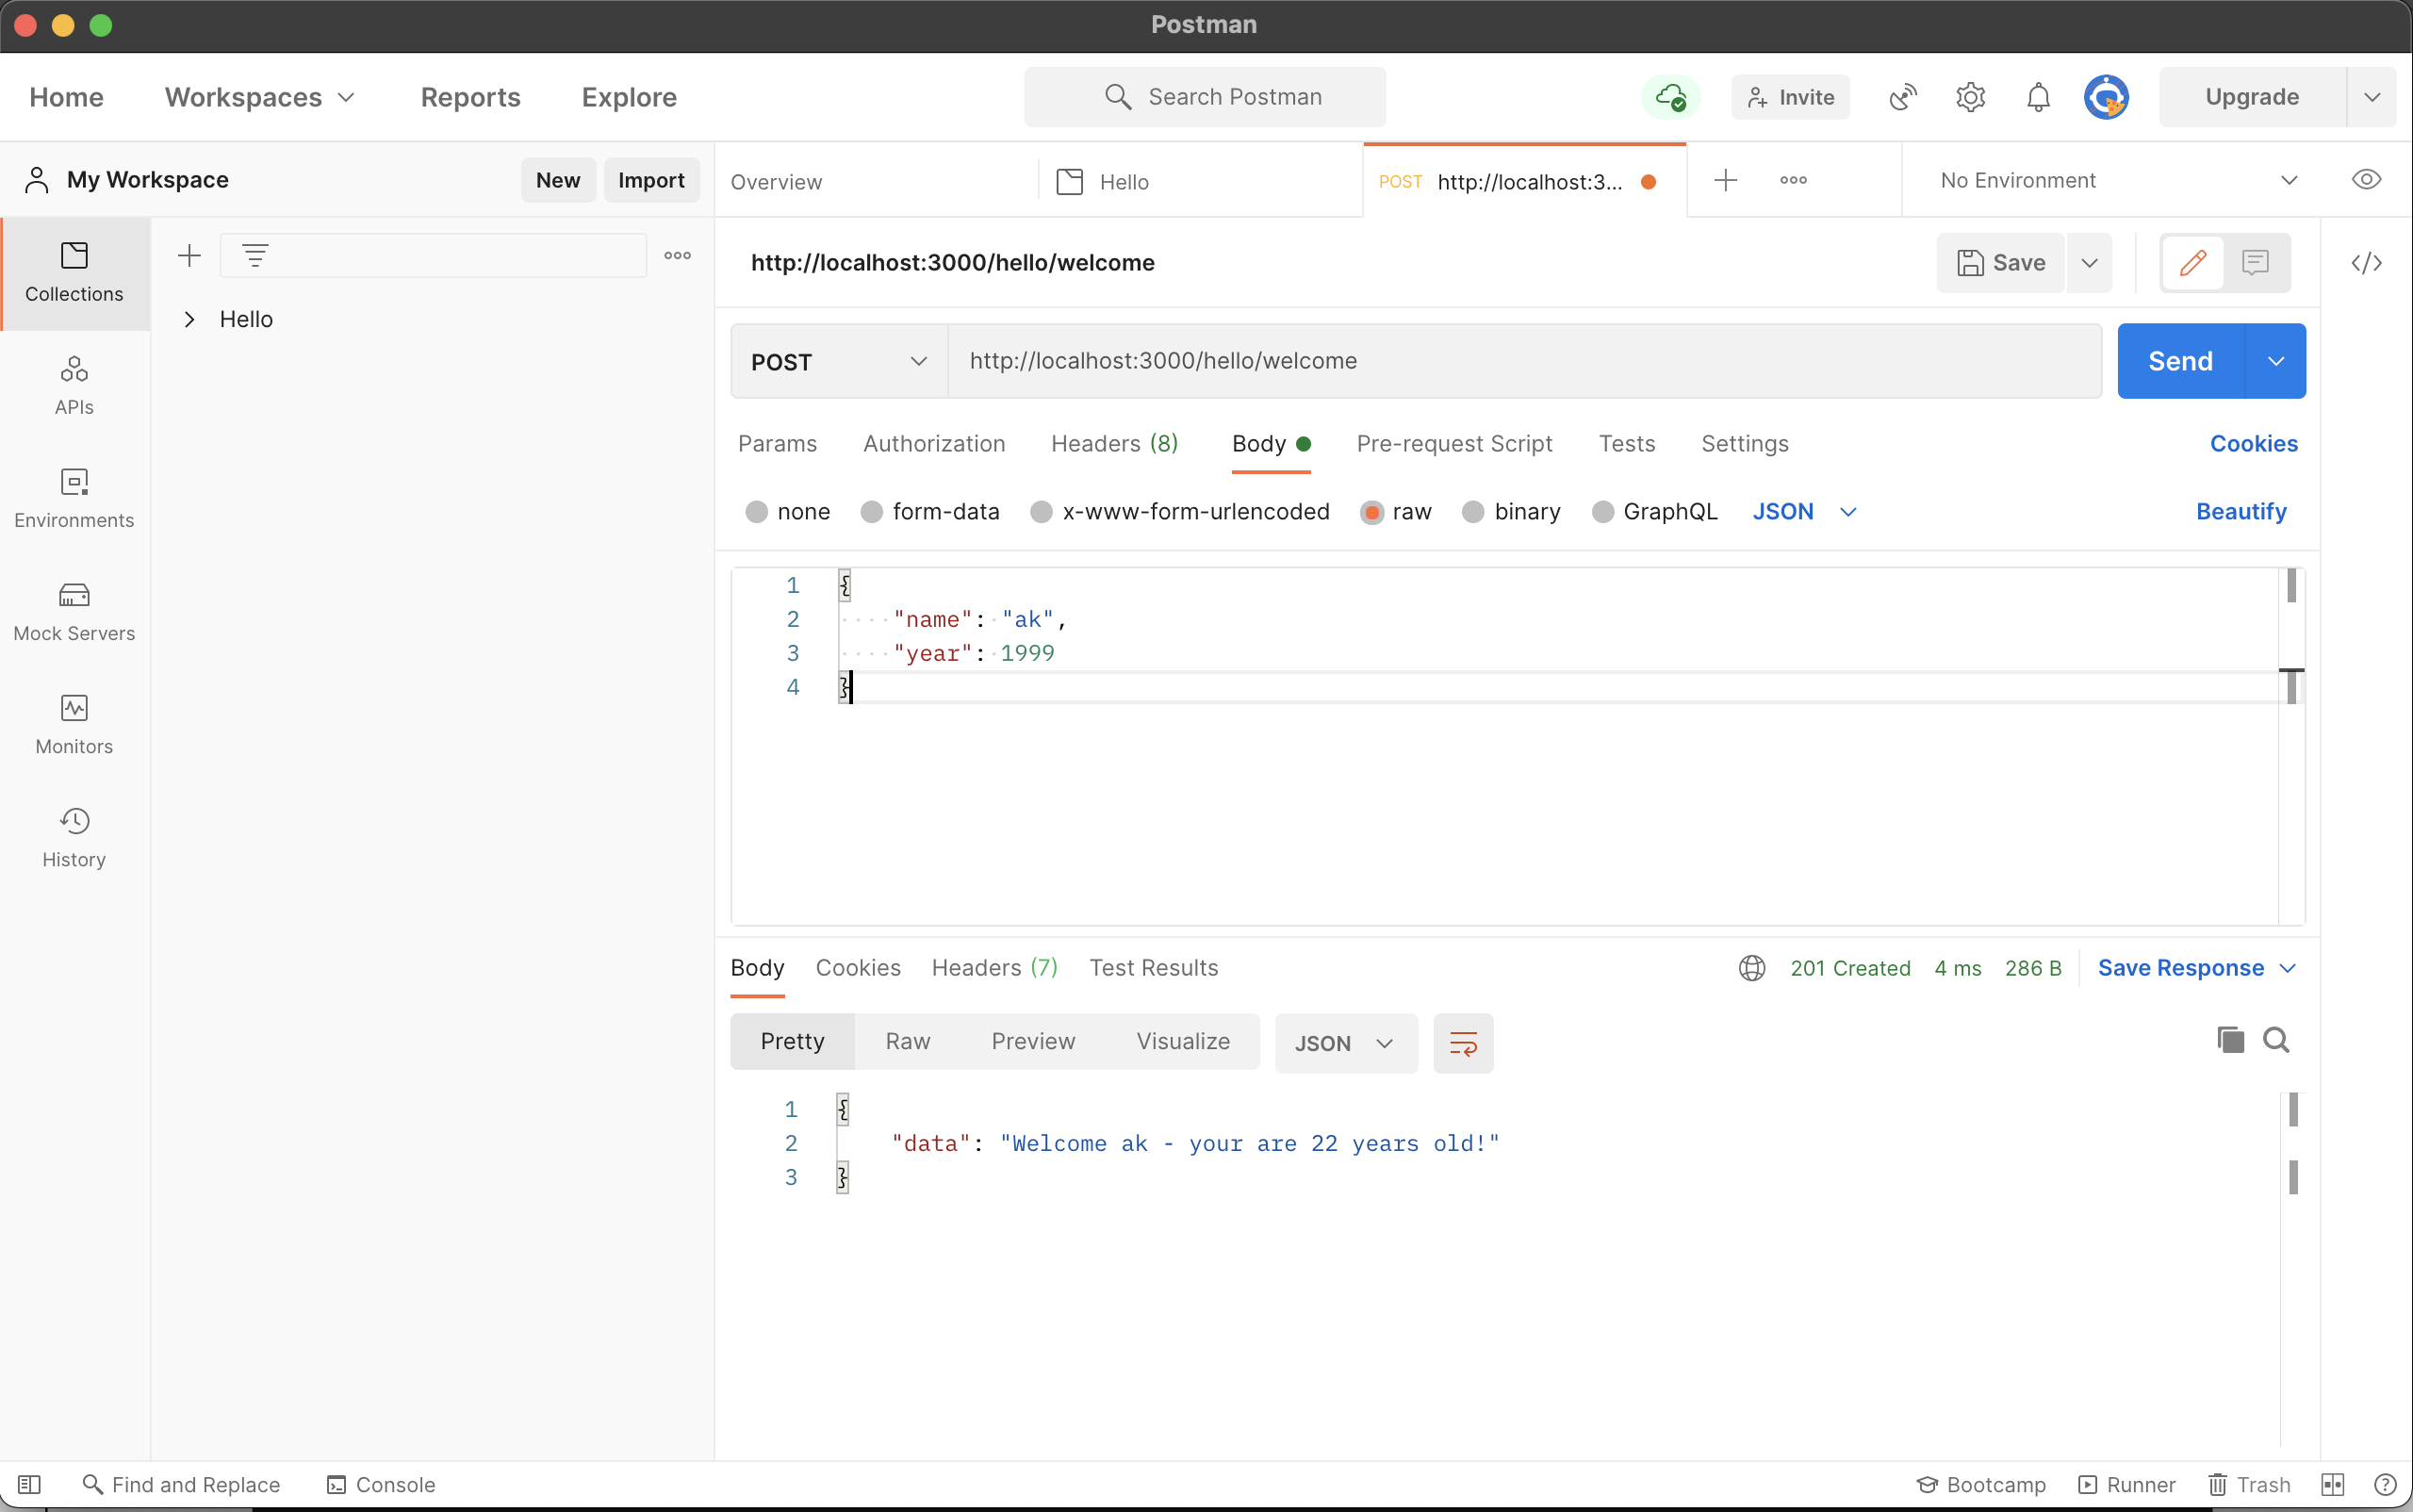 Postman
Home Workspaces Reports Explore Search Postman Invite Upgrade
My Workspace New Import Overview Hello POST http://localhost:3... No Environment
Collections
Hello
APIs
Environments
Mock Servers
Monitors
History
http://localhost:3000/hello/welcome Save
POST http://localhost:3000/hello/welcome Send
Params Authorization Headers (8) Body Pre-request Script Tests Settings Cookies
none form-data x-www-form-urlencoded raw binary GraphQL JSON Beautify
1 {
2 "name": "ak",
3 "year": 1999
4 }
Body Cookies Headers (7) Test Results 201 Created 4 ms 286 B Save Response
Pretty Raw Preview Visualize JSON
1 {
2 "data": "Welcome ak - your are 22 years old!"
3 }
Find and Replace Console Bootcamp Runner Trash